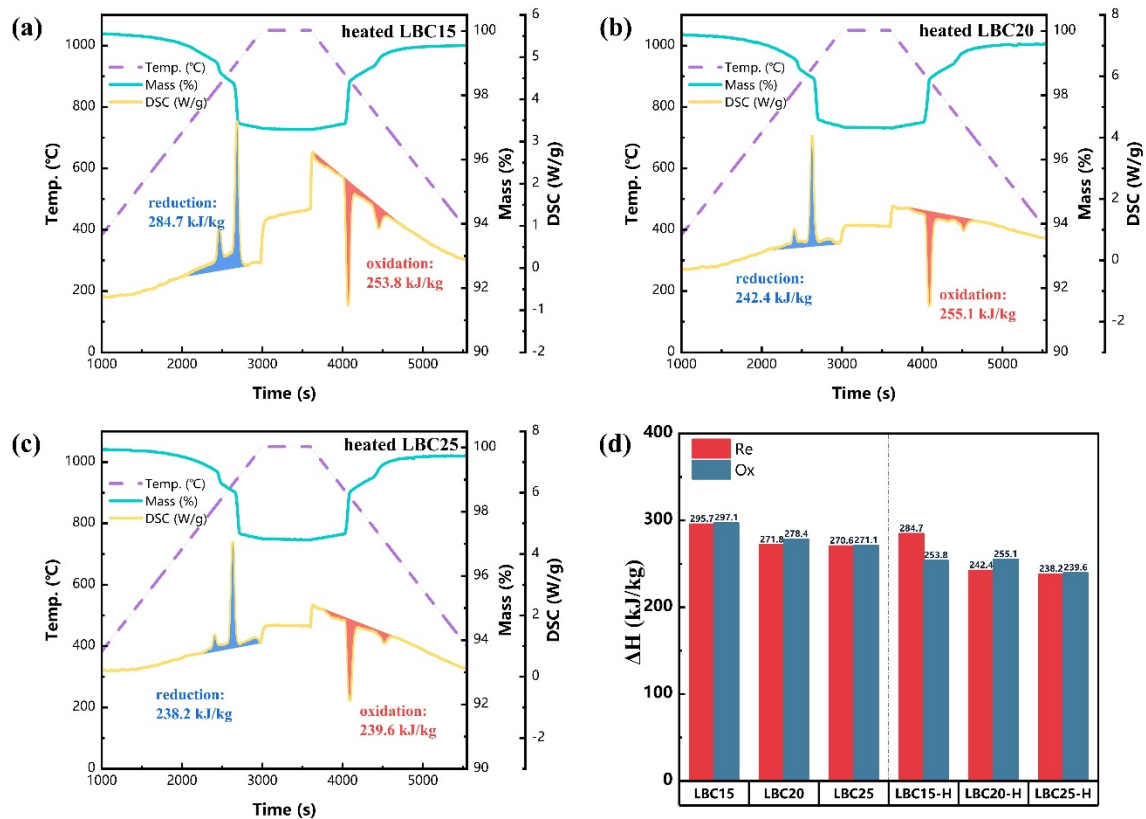 (a)
heated LBC15
Temp. (℃)
Mass (%)
DSC (W/g)
reduction:
284.7 kJ/kg
oxidation:
253.8 kJ/kg
1000
800
600
400
200
0
Temp. (℃)
100
98
96
94
92
90
Mass (%)
6
5
4
3
2
1
0
-1
-2
DSC (W/g)
1000 2000 3000 4000 5000
Time (s)
(b)
heated LBC20
Temp. (℃)
Mass (%)
DSC (W/g)
reduction:
242.4 kJ/kg
oxidation:
255.1 kJ/kg
1000
800
600
400
200
0
Temp. (℃)
100
98
96
94
92
90
Mass (%)
8
6
4
2
0
-2
DSC (W/g)
1000 2000 3000 4000 5000
Time (s)
(c)
heated LBC25
Temp. (℃)
Mass (%)
DSC (W/g)
reduction:
238.2 kJ/kg
oxidation:
239.6 kJ/kg
1000
800
600
400
200
0
Temp. (℃)
100
98
96
94
92
90
Mass (%)
8
6
4
2
0
-2
DSC (W/g)
1000 2000 3000 4000 5000
Time (s)
(d)
Re
Ox
400
300
200
100
0
ΔH (kJ/kg)
295.7 297.1 271.8 278.4 270.6 271.1 284.7 253.8 242.4 255.1 238.2 239.6
LBC15 LBC20 LBC25 LBC15-H LBC20-H LBC25-H